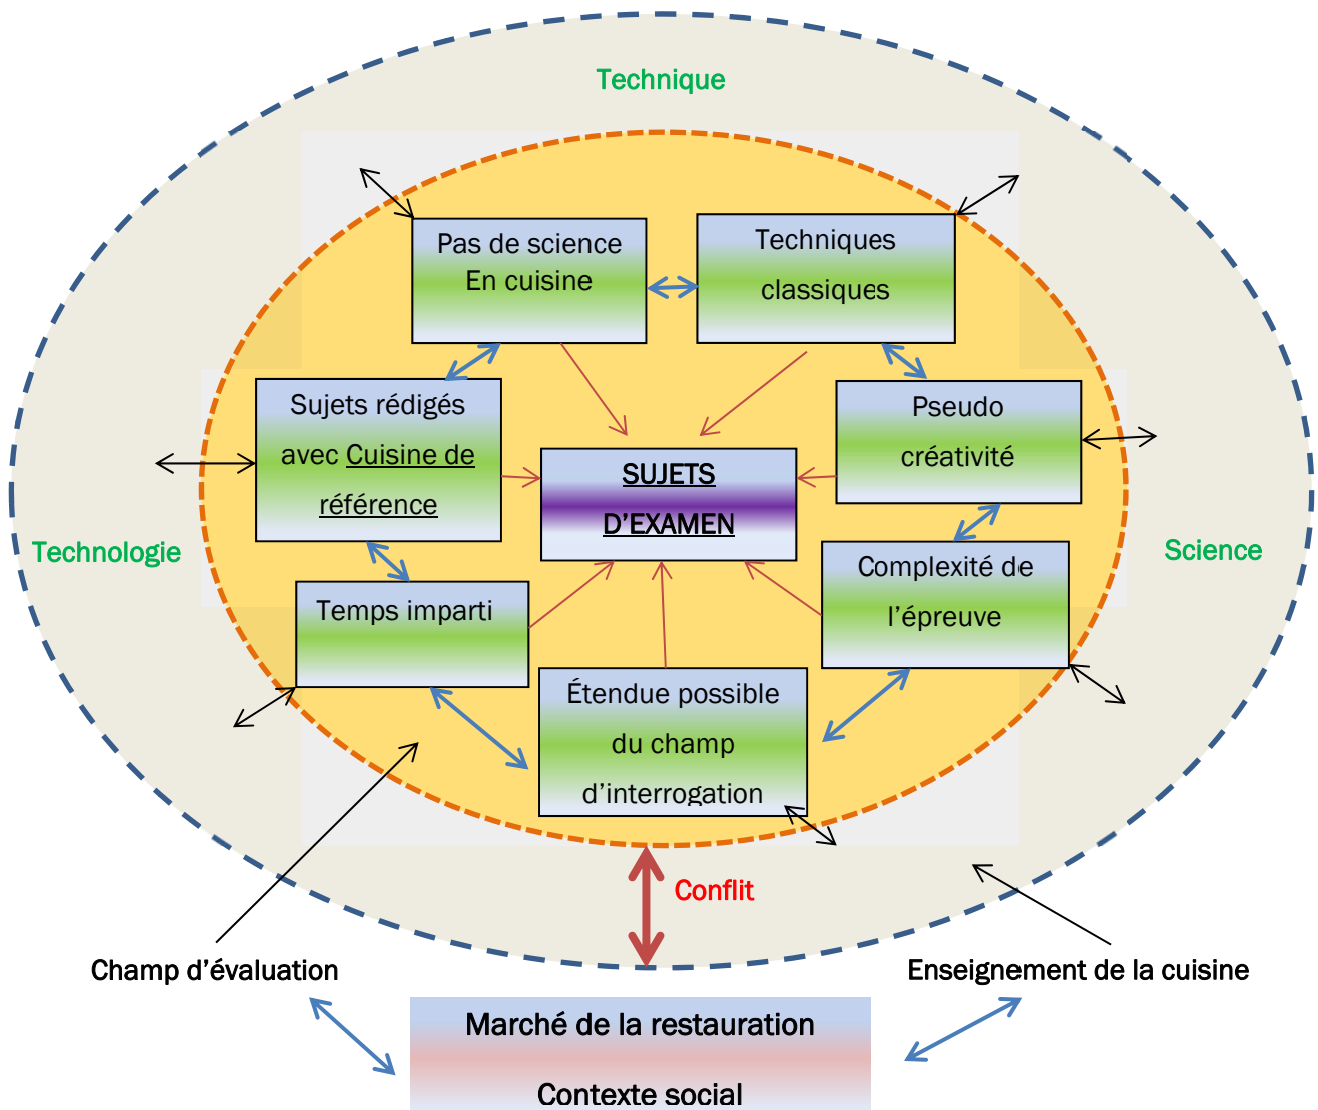 Technique
Pas de science
En cuisine
Techniques
classiques
Sujets rédigés
avec Cuisine de
référence
SUJETS
D’EXAMEN
Pseudo
créativité
Technologie
Science
Temps imparti
Complexité de
l’épreuve
Étendue possible
du champ
d’interrogation
Conflit
Champ d’évaluation
Enseignement de la cuisine
Marché de la restauration
Contexte social